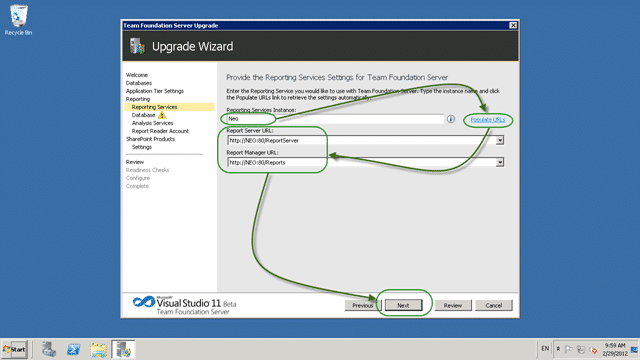 Recycle Bin
Team Foundation Server Upgrade
Upgrade Wizard
Welcome
Databases
Application Tier Settings
Reporting
Reporting Services
Database
Analysis Services
Report Reader Account
SharePoint Products
Settings
Review
Readiness Checks
Configure
Complete
Provide the Reporting Services Settings for Team Foundation Server
Enter the Reporting Service you would like to use with Team Foundation Server. Type the instance name and click
the Populate URLs link to retrieve the settings automatically.
Reporting Services Instance:
Neo
Populate URLs
Report Server URL:
http://NEO:80/ReportServer
Report Manager URL:
http://NEO:80/Reports
Microsoft
Visual Studio 11 Beta
Team Foundation Server
Previous
Next
Review
Cancel
Start
EN
9:59 AM
2/29/2012